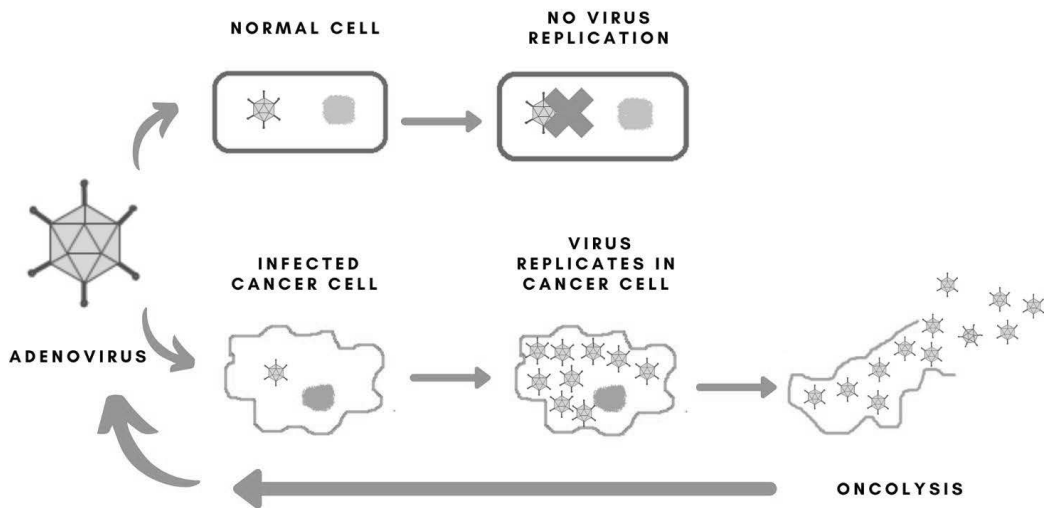 NORMAL CELL
NO VIRUS
REPLICATION
INFECTED
CANCER CELL
VIRUS
REPLICATES IN
CANCER CELL
ADENOVIRUS
ONCOLYSIS